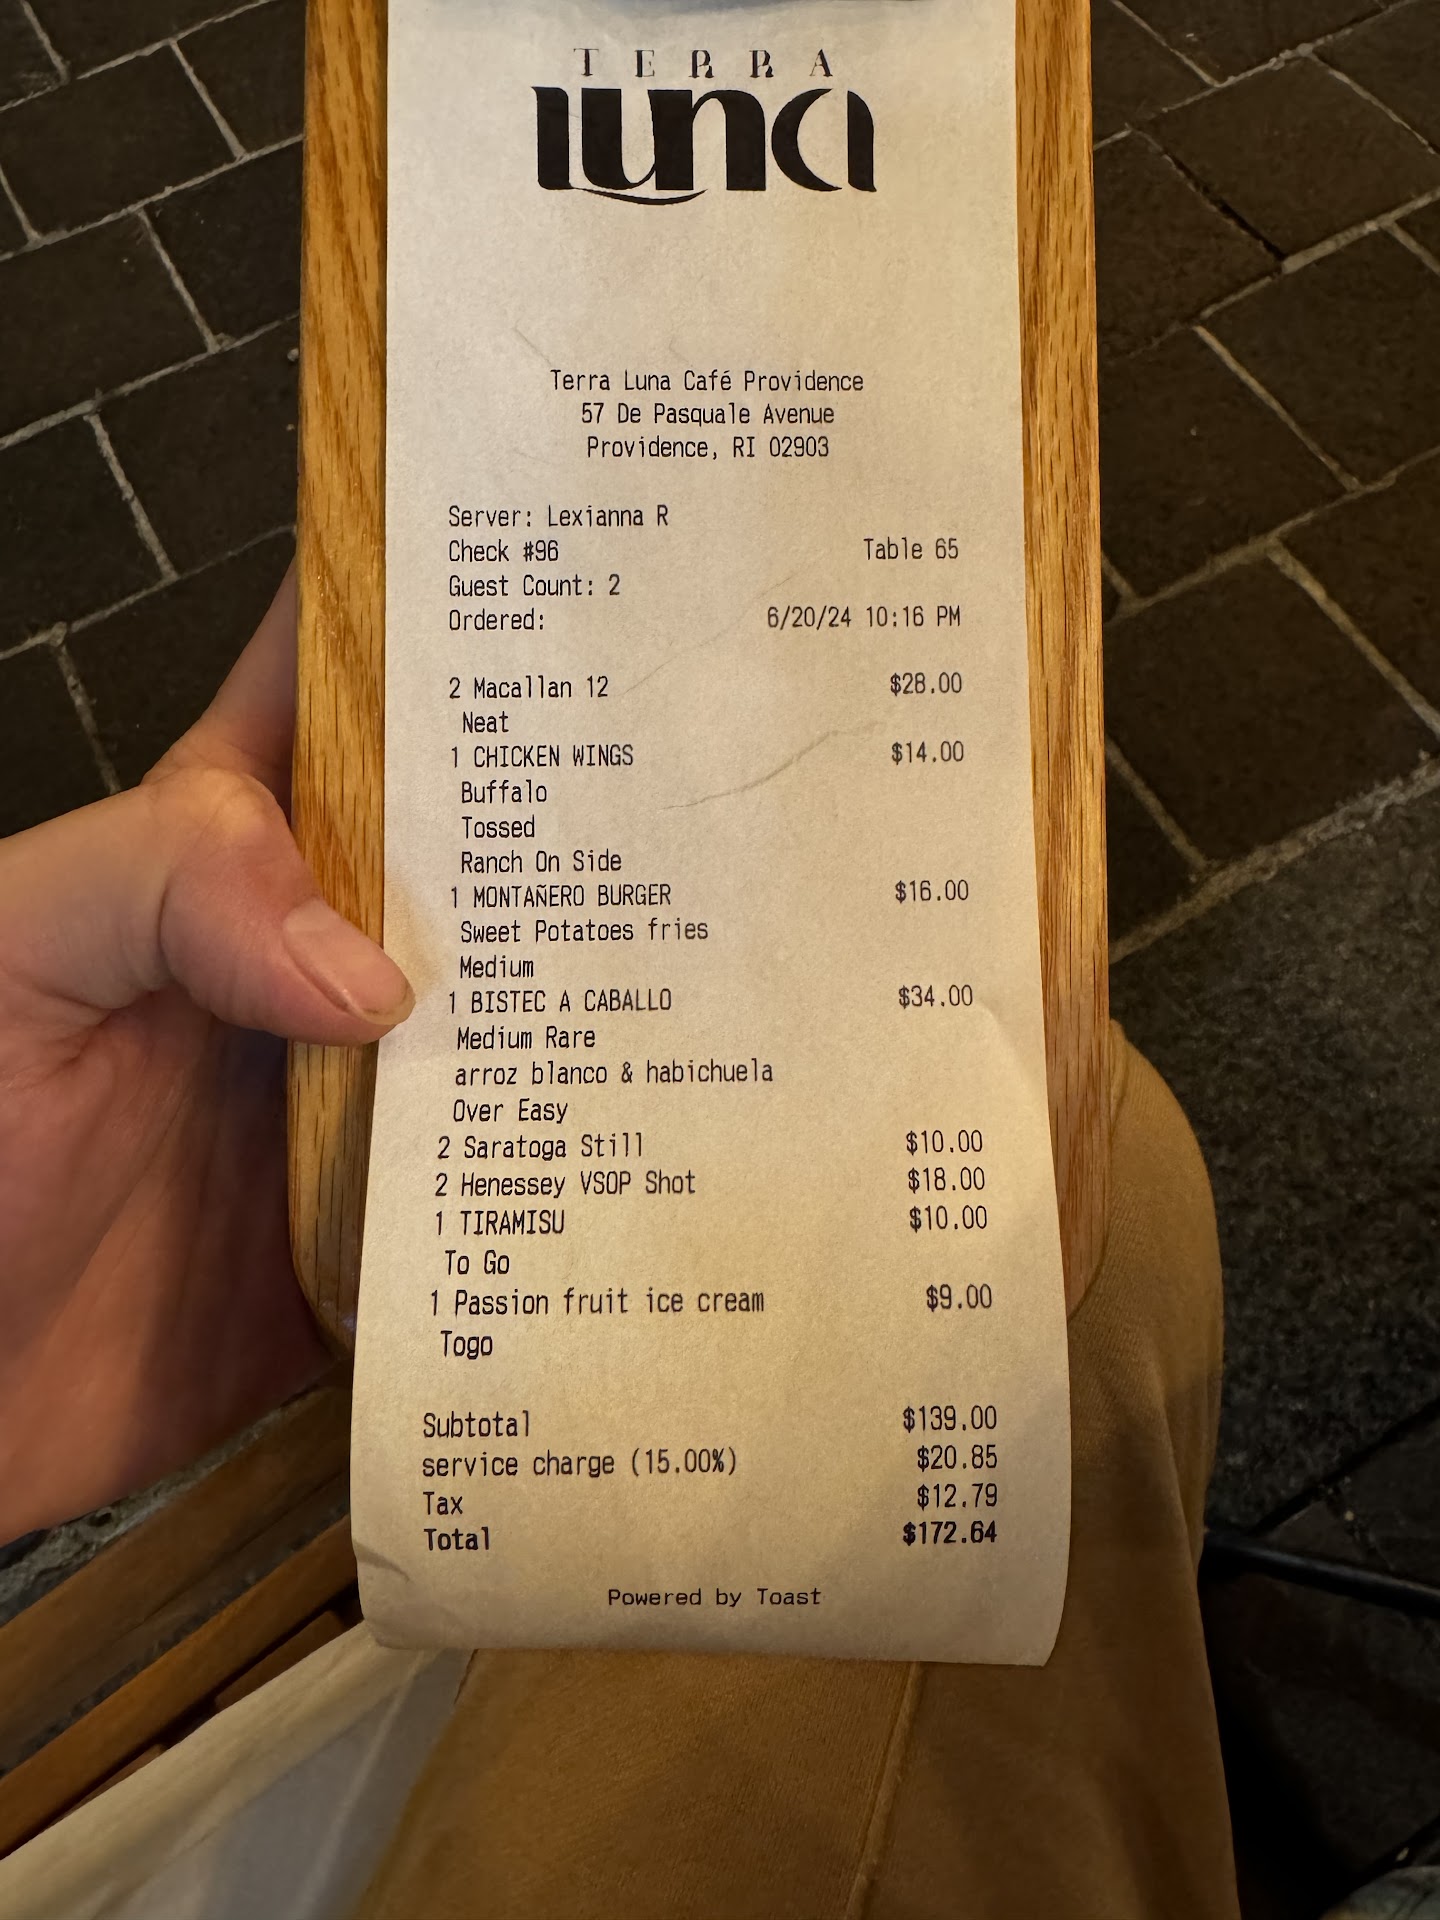 TERRA
Luna
Terra Luna Café Providence
57 De Pasquale Avenue
Providence, RI 02903
Server: Lexianna R
Check #96 Table 65
Guest Count: 2
Ordered: 6/20/24 10:16 PM
2 Macallan 12 $28.00
Neat
1 CHICKEN WINGS $14.00
Buffalo
Tossed
Ranch On Side
1 MONTAÑERO BURGER $16.00
Sweet Potatoes fries
Medium
1 BISTEC A CABALLO $34.00
Medium Rare
arroz blanco & habichuela
Over Easy
2 Saratoga Still $10.00
2 Henessey VSOP Shot $18.00
1 TIRAMISU $10.00
To Go
1 Passion fruit ice cream $9.00
Togo
Subtotal $139.00
service charge (15.00%) $20.85
Tax $12.79
Total $172.64
Powered by Toast